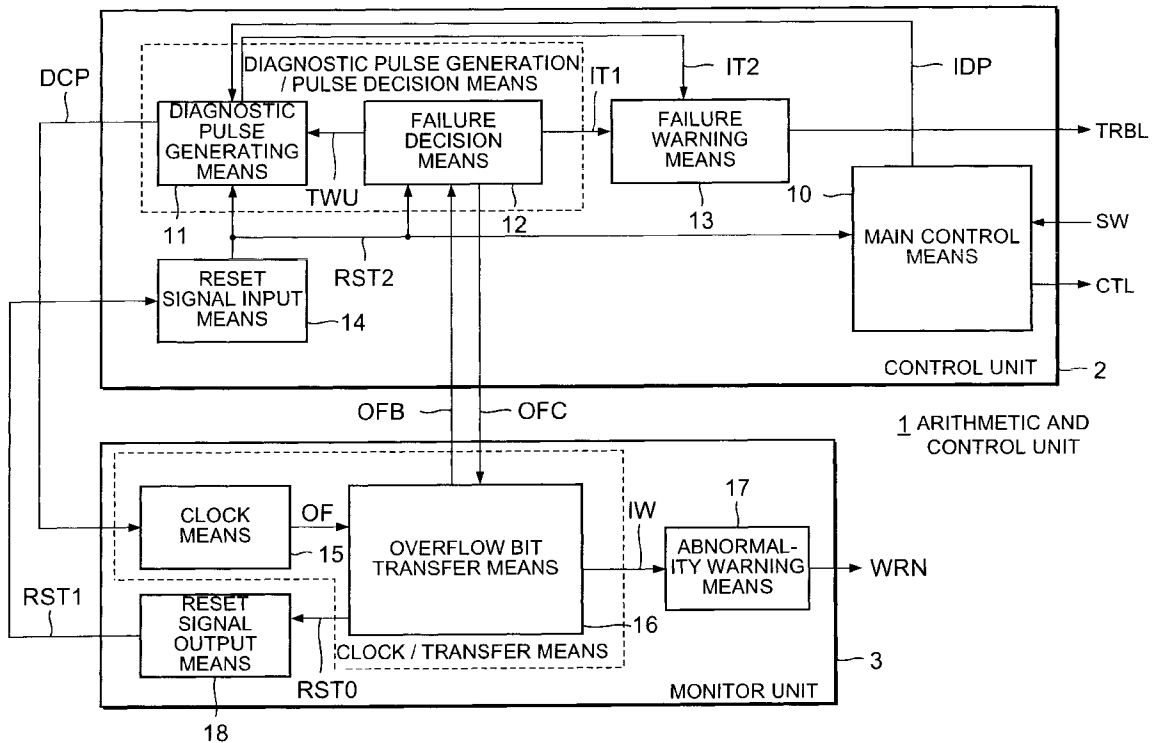 DCP
DIAGNOSTIC PULSE GENERATION
/ PULSE DECISION MEANS
IT1
IT2
IDP
DIAGNOSTIC
PULSE
GENERATING
MEANS
FAILURE
DECISION
MEANS
FAILURE
WARNING
MEANS
TRBL
TWU
11
12
13
10
MAIN CONTROL
MEANS
SW
CTL
RST2
RESET
SIGNAL INPUT
MEANS
14
CONTROL UNIT
2
OFB
OFC
1 ARITHMETIC AND
CONTROL UNIT
CLOCK
MEANS
OF
15
OVERFLOW BIT
TRANSFER MEANS
IW
17
ABNORMAL-
ITY WARNING
MEANS
WRN
RST1
RESET
SIGNAL
OUTPUT
MEANS
16
CLOCK / TRANSFER MEANS
RST0
3
MONITOR UNIT
18